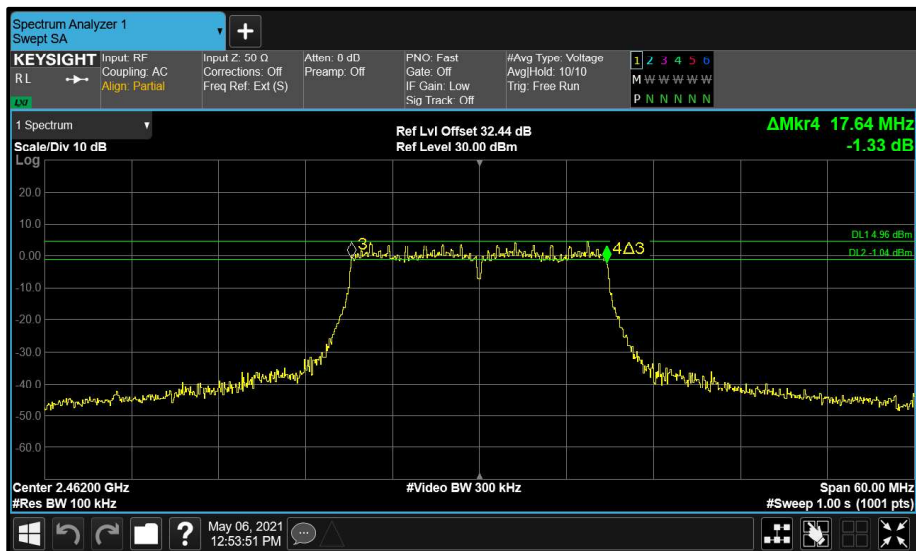 Spectrum Analyzer 1
Swept SA
+
KEYSIGHT
RL
LXI
Input: RF
Coupling: AC
Align: Partial
Input Z: 50 Ω
Corrections: Off
Freq Ref: Ext (S)
Atten: 0 dB
Preamp: Off
PNO: Fast
Gate: Off
IF Gain: Low
Sig Track: Off
#Avg Type: Voltage
Avg|Hold: 10/10
Trig: Free Run
1 2 3 4 5 6
M W W W W W
P N N N N N
1 Spectrum
Scale/Div 10 dB
Ref Lvl Offset 32.44 dB
Ref Level 30.00 dBm
ΔMkr4 17.64 MHz
-1.33 dB
Log
20.0
10.0
0.00
-10.0
-20.0
-30.0
-40.0
-50.0
-60.0
3
4Δ3
DL1 4.96 dBm
DL2 -1.04 dBm
Center 2.46200 GHz
#Res BW 100 kHz
#Video BW 300 kHz
Span 60.00 MHz
#Sweep 1.00 s (1001 pts)
?
May 06, 2021
12:53:51 PM